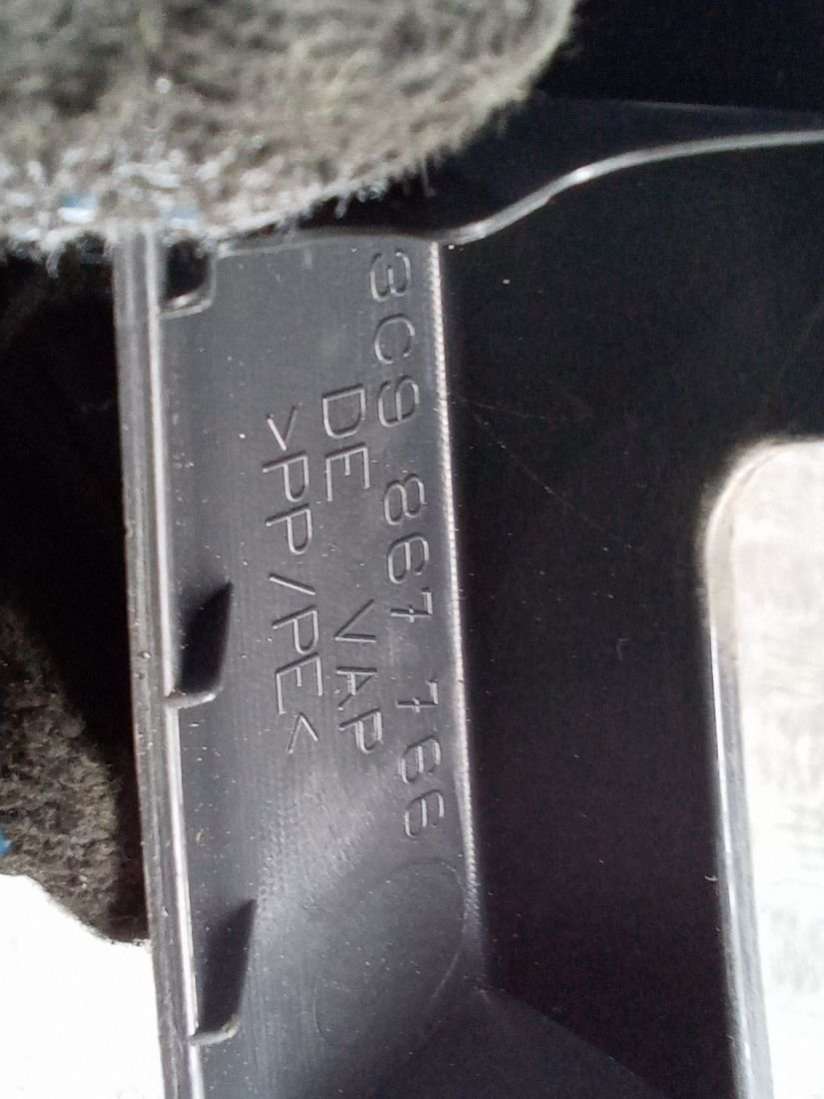 3C9 867 766
DE VAP
>PP/PE<